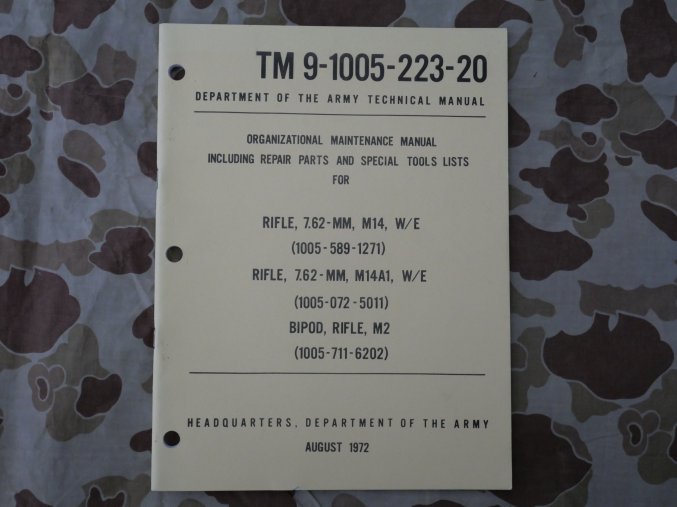 TM 9-1005-223-20
DEPARTMENT OF THE ARMY TECHNICAL MANUAL
ORGANIZATIONAL MAINTENANCE MANUAL
INCLUDING REPAIR PARTS AND SPECIAL TOOLS LISTS
FOR
RIFLE, 7.62-MM, M14, W/E
(1005-589-1271)
RIFLE, 7.62-MM, M14A1, W/E
(1005-072-5011)
BIPOD, RIFLE, M2
(1005-711-6202)
HEADQUARTERS, DEPARTMENT OF THE ARMY
AUGUST 1972